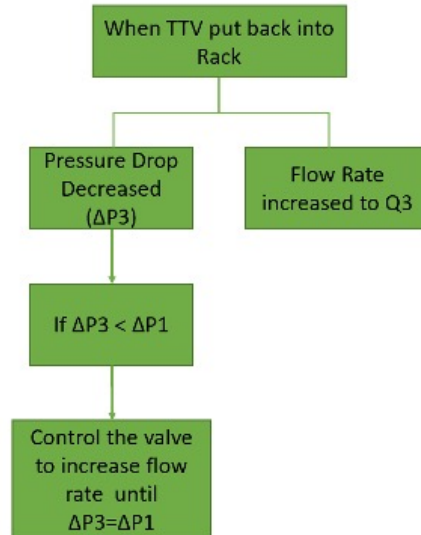 When TTV put back into
Rack
Pressure Drop
Decreased
(ΔP3)
Flow Rate
increased to Q3
If ΔP3 < ΔP1
Control the valve
to increase flow
rate  until
ΔP3=ΔP1